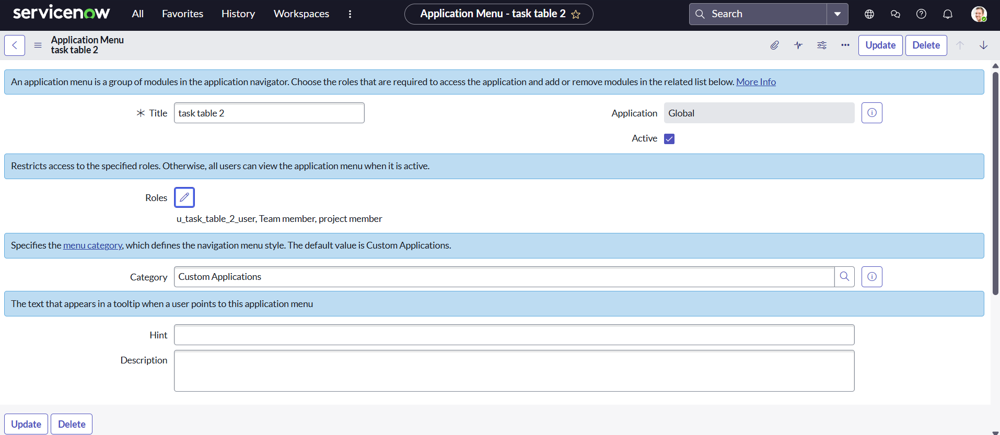 servicenow All Favorites History Workspaces Application Menu - task table 2 Search
Application Menu
task table 2
Update Delete
An application menu is a group of modules in the application navigator. Choose the roles that are required to access the application and add or remove modules in the related list below. More Info
Title task table 2 Application Global
Active
Restricts access to the specified roles. Otherwise, all users can view the application menu when it is active.
Roles
u_task_table_2_user, Team member, project member
Specifies the menu category, which defines the navigation menu style. The default value is Custom Applications.
Category Custom Applications
The text that appears in a tooltip when a user points to this application menu
Hint
Description
Update Delete